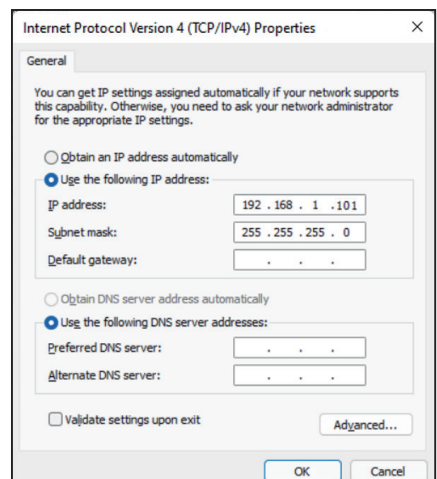 Internet Protocol Version 4 (TCP/IPv4) Properties
General
You can get IP settings assigned automatically if your network supports
this capability. Otherwise, you need to ask your network administrator
for the appropriate IP settings.
Obtain an IP address automatically
Use the following IP address:
IP address: 192 . 168 . 1 . 101
Subnet mask: 255 . 255 . 255 . 0
Default gateway: . . .
Obtain DNS server address automatically
Use the following DNS server addresses:
Preferred DNS server: . . .
Alternate DNS server: . . .
Validate settings upon exit
Advanced...
OK Cancel